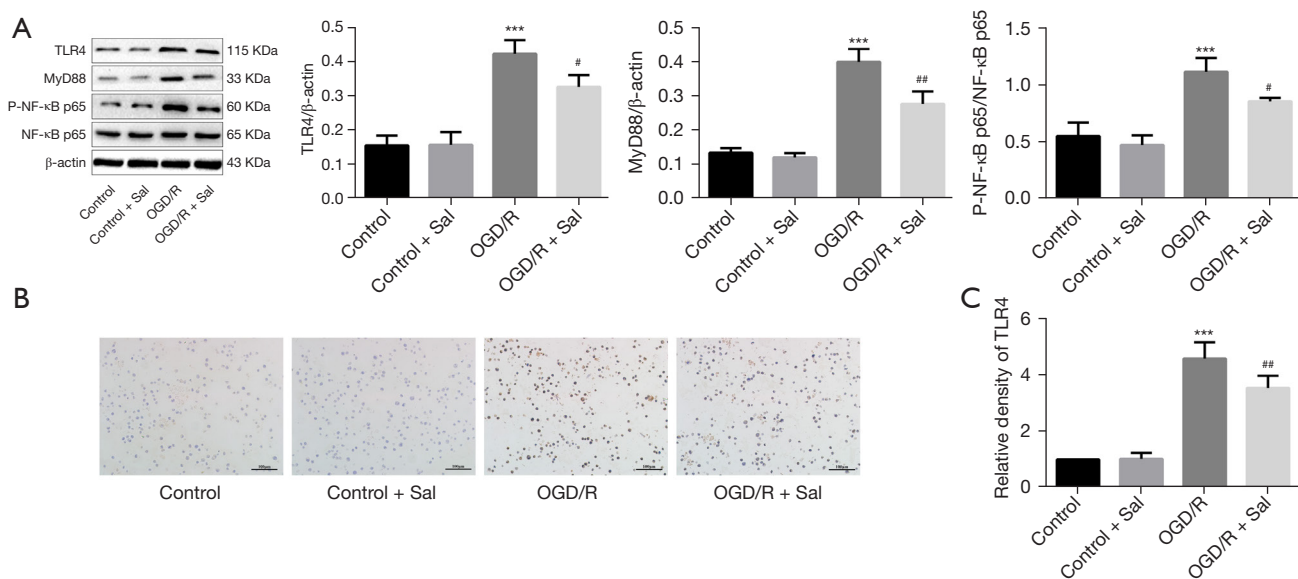 A
TLR4 115 KDa
MyD88 33 KDa
P-NF-κB p65 60 KDa
NF-κB p65 65 KDa
β-actin 43 KDa
Control
Control + Sal
OGD/R
OGD/R + Sal
TLR4/β-actin
0.5
0.4
0.3
0.2
0.1
0.0
***
#
Control
Control + Sal
OGD/R
OGD/R + Sal
MyD88/β-actin
0.5
0.4
0.3
0.2
0.1
0.0
***
##
Control
Control + Sal
OGD/R
OGD/R + Sal
P-NF-κB p65/NF-κB p65
1.5
1.0
0.5
0.0
***
#
Control
Control + Sal
OGD/R
OGD/R + Sal
B
100μm
100μm
100μm
100μm
Control
Control + Sal
OGD/R
OGD/R + Sal
C
Relative density of TLR4
6
4
2
0
***
##
Control
Control + Sal
OGD/R
OGD/R + Sal